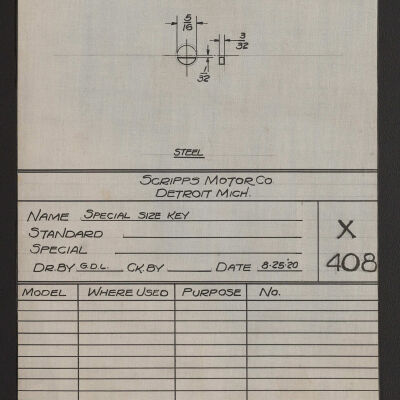 5/16
3/32
1/32
STEEL
SCRIPPS MOTOR CO
DETROIT MICH.
NAME SPECIAL SIZE KEY
STANDARD
SPECIAL
DR. BY G.D.L. CK. BY DATE 8-25-20
X
408
MODEL WHERE USED PURPOSE NO.